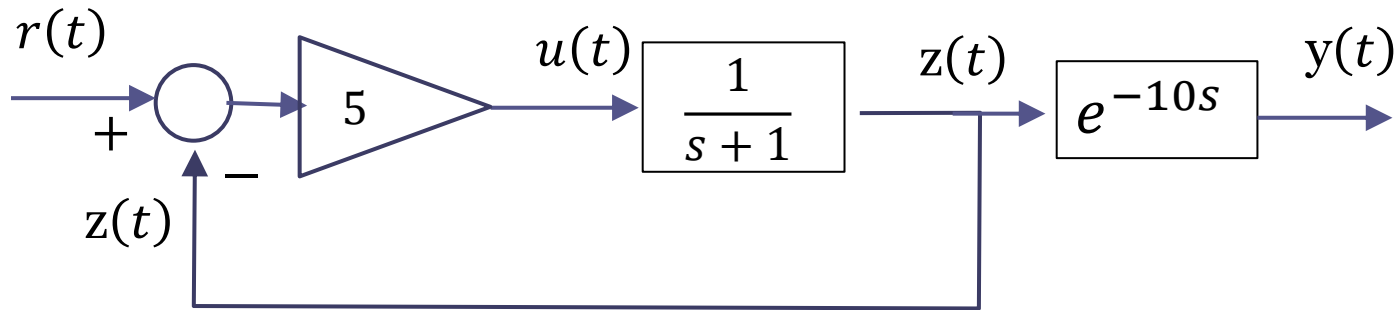 r(t)
+
z(t)
−
5
u(t)
1
s + 1
z(t)
e^{-10s}
y(t)